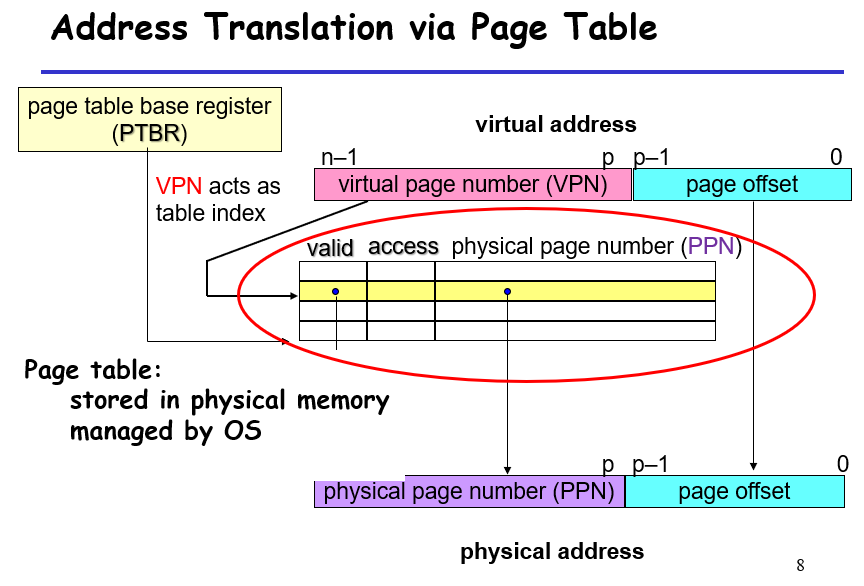 Address Translation via Page Table
page table base register
(PTBR)
virtual address
n–1 p p–1 0
VPN acts as
table index
virtual page number (VPN) page offset
valid access physical page number (PPN)
Page table:
stored in physical memory
managed by OS
p p–1 0
physical page number (PPN) page offset
physical address
8